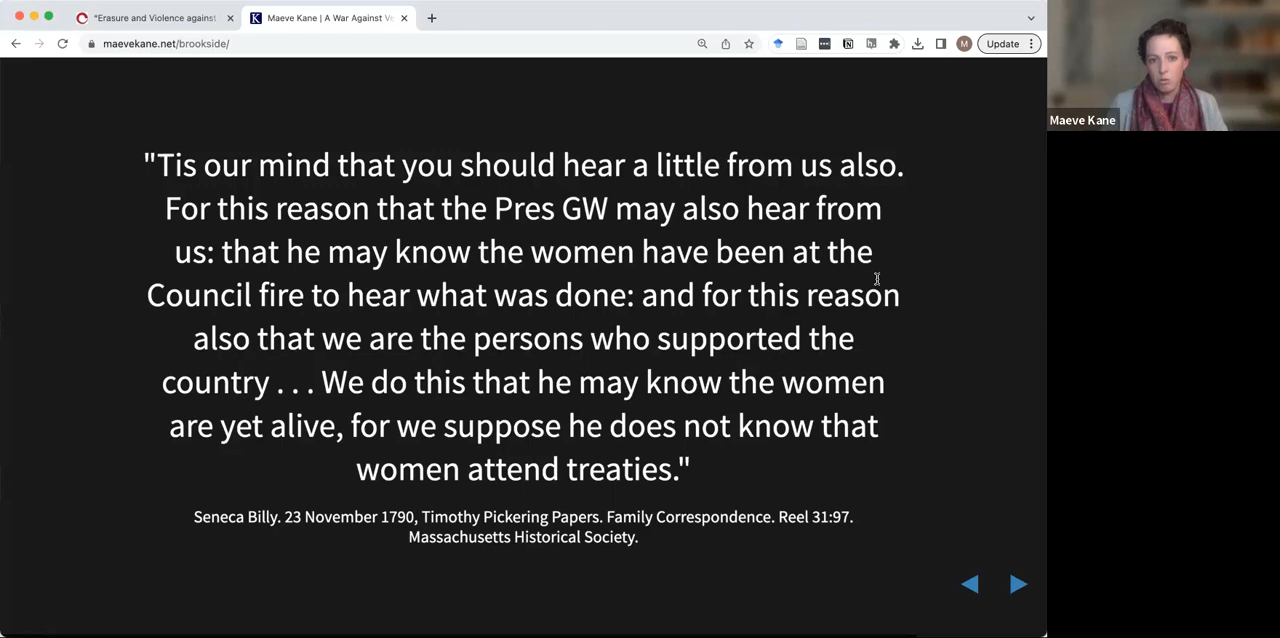 "Erasure and Violence against
Maeve Kane | A War Against Ve
maevekane.net/brookside/
M
Update
"Tis our mind that you should hear a little from us also.
For this reason that the Pres GW may also hear from
us: that he may know the women have been at the
Council fire to hear what was done: and for this reason
also that we are the persons who supported the
country . . . We do this that he may know the women
are yet alive, for we suppose he does not know that
women attend treaties."
Seneca Billy. 23 November 1790, Timothy Pickering Papers. Family Correspondence. Reel 31:97.
Massachusetts Historical Society.
Maeve Kane